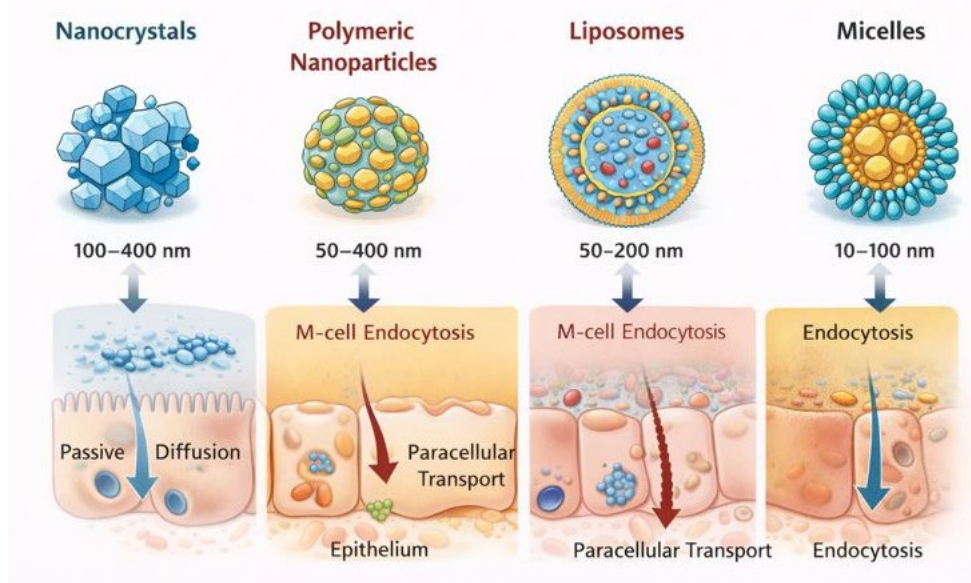 Nanocrystals
Polymeric
Nanoparticles
Liposomes
Micelles
100–400 nm
50–400 nm
50–200 nm
10–100 nm
M-cell Endocytosis
M-cell Endocytosis
Endocytosis
Passive Diffusion
Paracellular
Transport
Epithelium
Paracellular Transport
Endocytosis